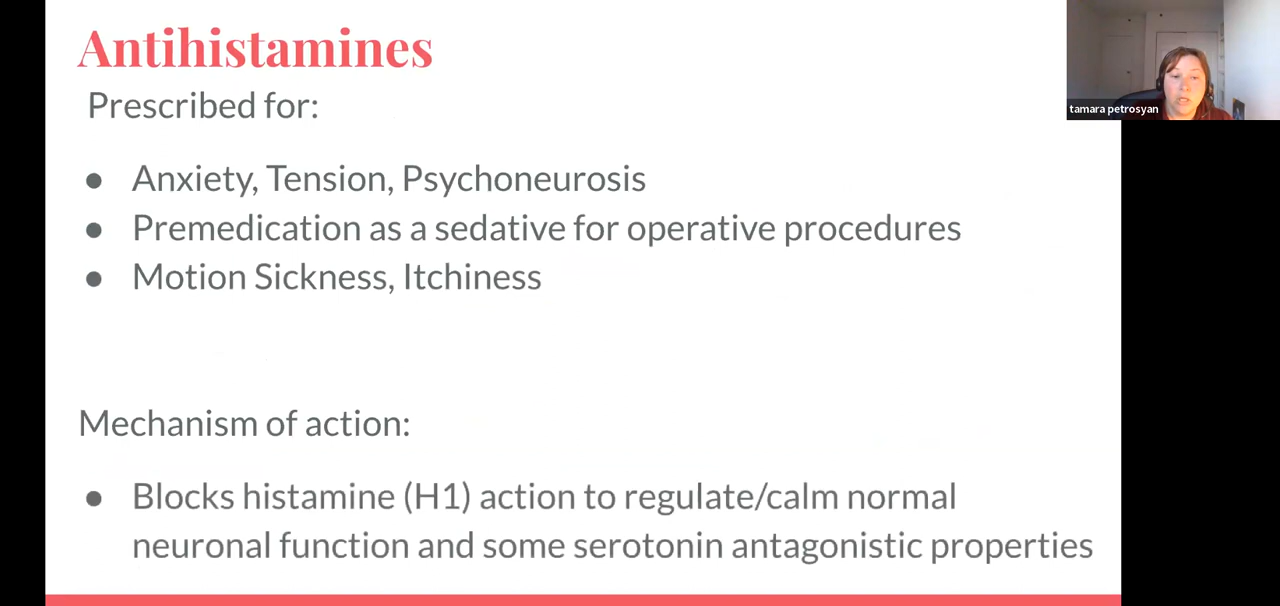 Antihistamines
Prescribed for:
● Anxiety, Tension, Psychoneurosis
● Premedication as a sedative for operative procedures
● Motion Sickness, Itchiness
Mechanism of action:
● Blocks histamine (H1) action to regulate/calm normal
neuronal function and some serotonin antagonistic properties
tamara petrosyan